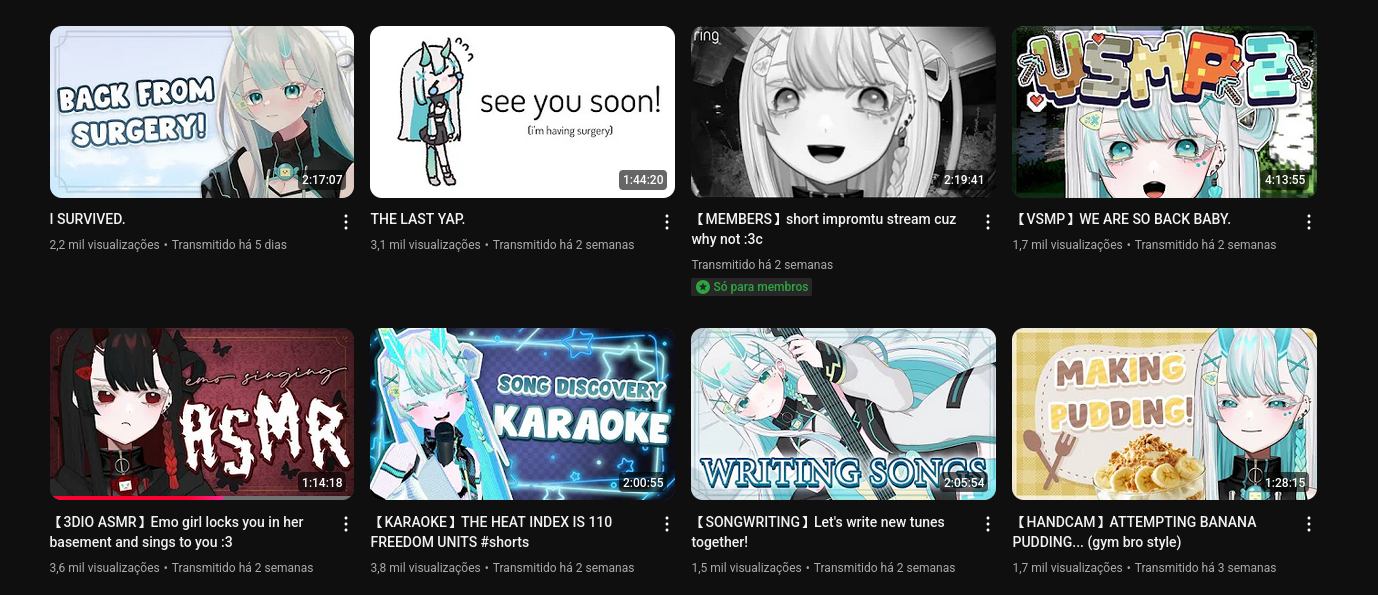 BACK FROM
SURGERY!
2:17:07
I SURVIVED.
2,2 mil visualizações • Transmitido há 5 dias
see you soon!
(i'm having surgery)
1:44:20
THE LAST YAP.
3,1 mil visualizações • Transmitido há 2 semanas
ring
2:19:41
【MEMBERS】short impromtu stream cuz
why not :3c
Transmitido há 2 semanas
Só para membros
VSMP2
4:13:55
【VSMP】WE ARE SO BACK BABY.
1,7 mil visualizações • Transmitido há 2 semanas
emo singing
ASMR
1:14:18
【3DIO ASMR】Emo girl locks you in her
basement and sings to you :3
3,6 mil visualizações • Transmitido há 2 semanas
SONG DISCOVERY
KARAOKE
2:00:55
【KARAOKE】THE HEAT INDEX IS 110
FREEDOM UNITS #shorts
3,8 mil visualizações • Transmitido há 2 semanas
WRITING SONGS
2:05:54
【SONGWRITING】Let's write new tunes
together!
1,5 mil visualizações • Transmitido há 2 semanas
MAKING
PUDDING!
1:28:15
【HANDCAM】ATTEMPTING BANANA
PUDDING... (gym bro style)
1,7 mil visualizações • Transmitido há 3 semanas